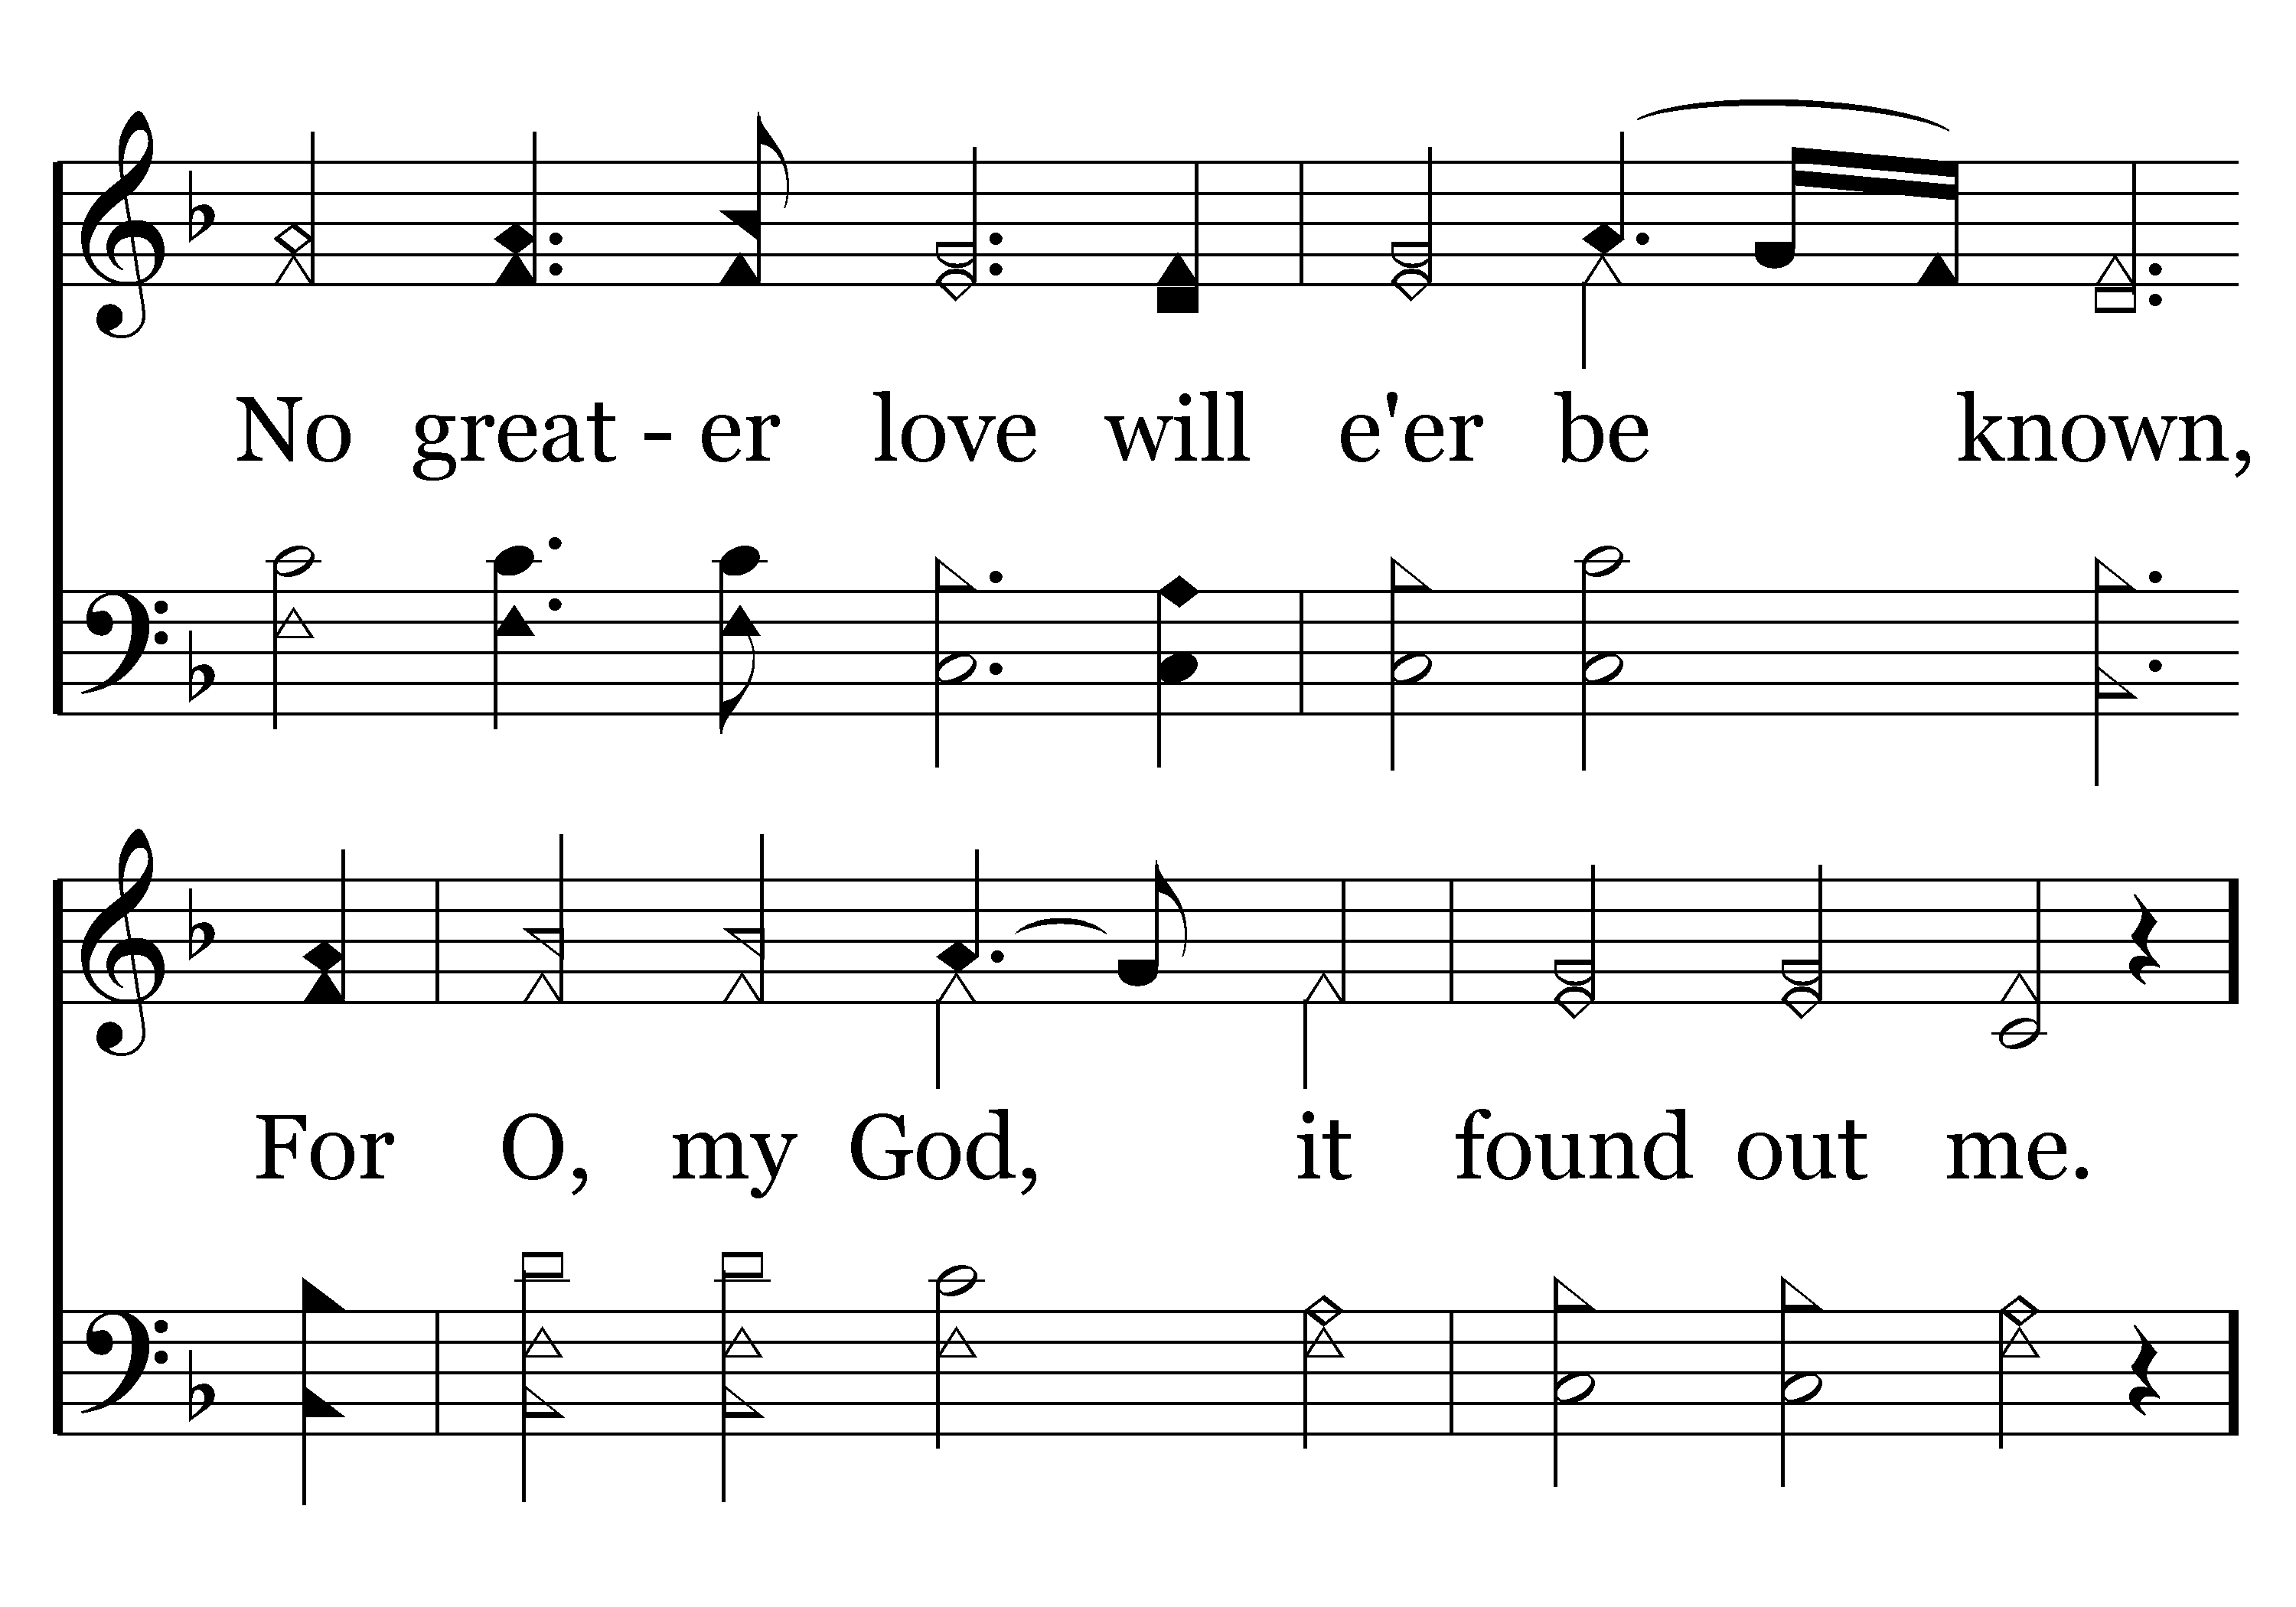 No great - er love will e'er be known,
For O, my God, it found out me.